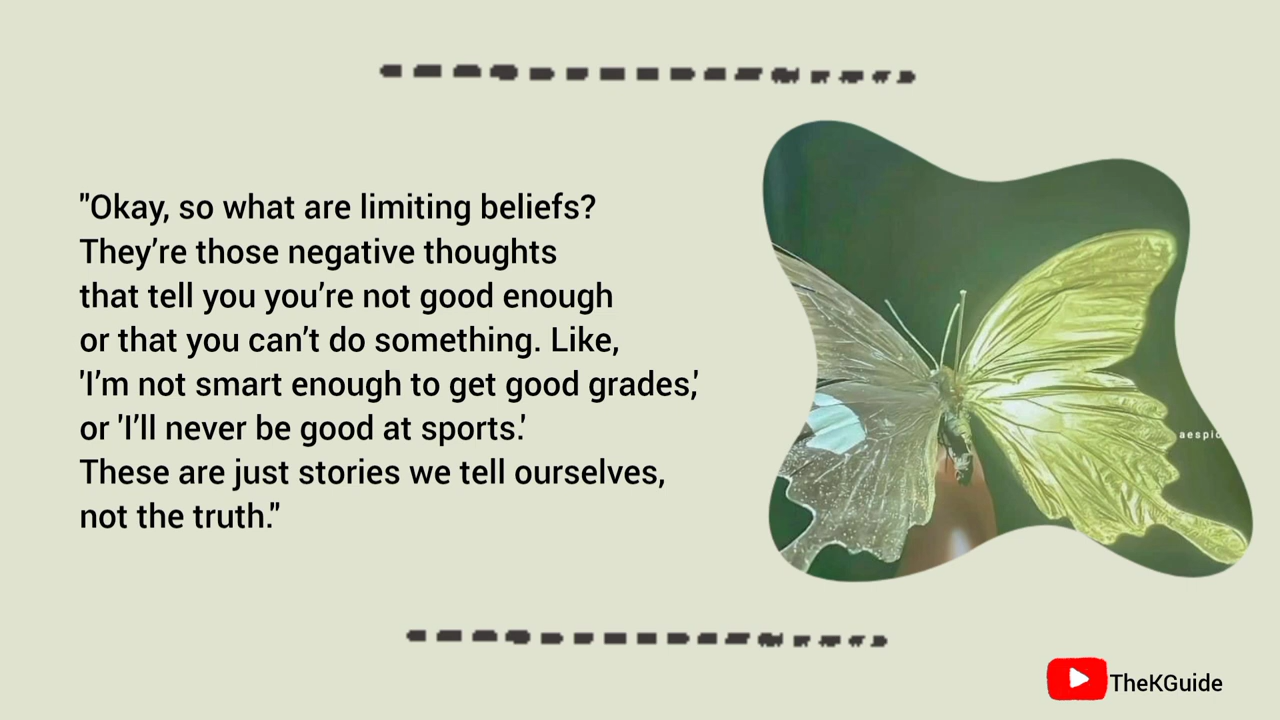 "Okay, so what are limiting beliefs?
They’re those negative thoughts
that tell you you’re not good enough
or that you can’t do something. Like,
'I’m not smart enough to get good grades,'
or 'I’ll never be good at sports.'
These are just stories we tell ourselves,
not the truth."
TheKGuide